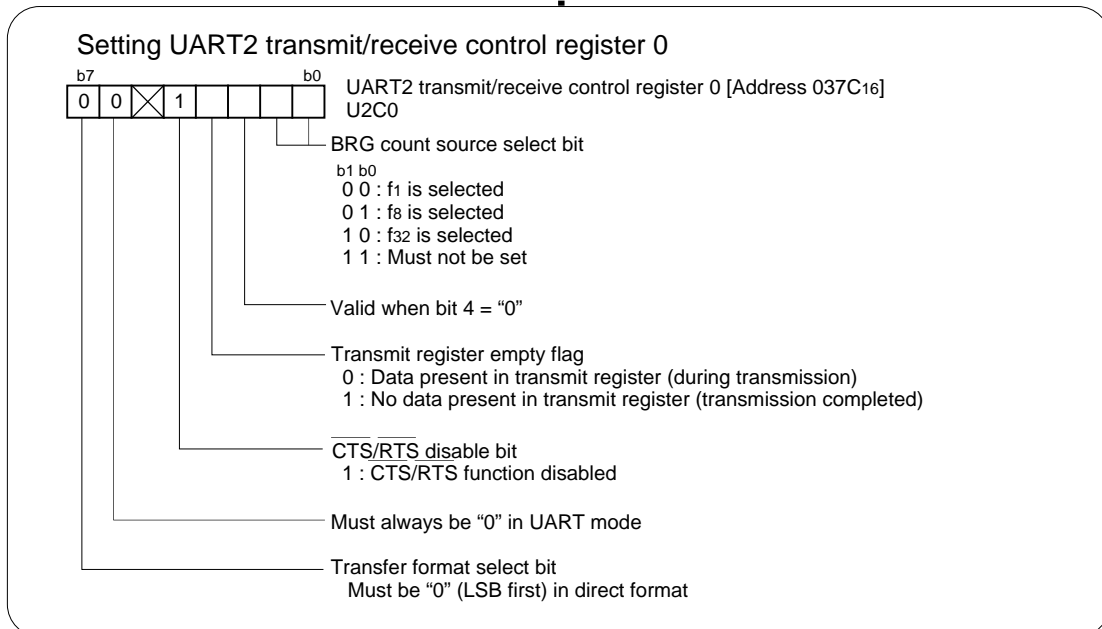 Setting UART2 transmit/receive control register 0
b7 b0
0 0 1
UART2 transmit/receive control register 0 [Address 037C16]
U2C0
BRG count source select bit
b1 b0
0 0 : f1 is selected
0 1 : f8 is selected
1 0 : f32 is selected
1 1 : Must not be set
Valid when bit 4 = “0”
Transmit register empty flag
0 : Data present in transmit register (during transmission)
1 : No data present in transmit register (transmission completed)
CTS/RTS disable bit
1 : CTS/RTS function disabled
Must always be “0” in UART mode
Transfer format select bit
Must be “0” (LSB first) in direct format